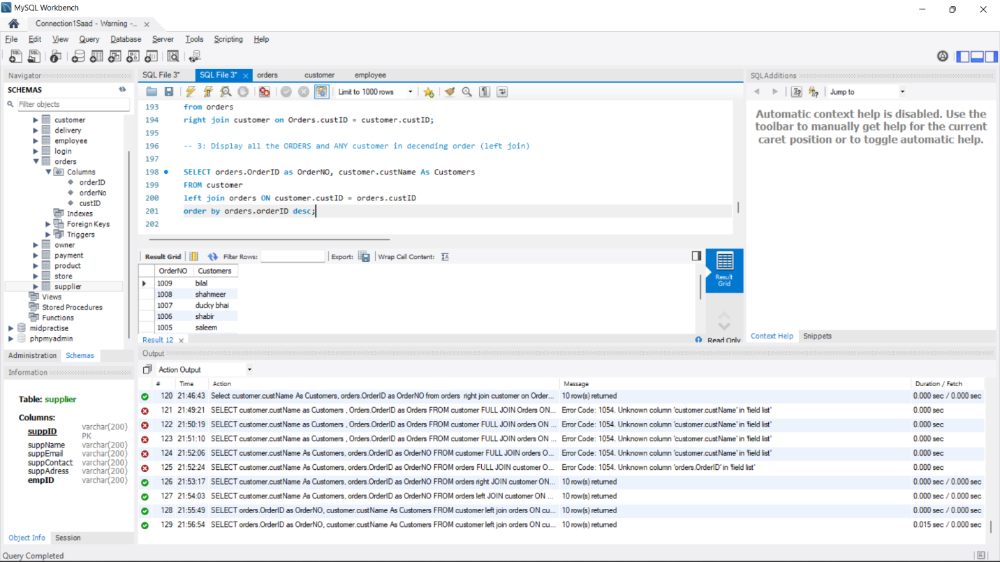 MySQL Workbench
Connection1Saad - Warning -...
File Edit View Query Database Server Tools Scripting Help
Navigator
SCHEMAS
Filter objects
customer
delivery
employee
login
orders
Columns
orderID
orderNo
custID
Indexes
Foreign Keys
Triggers
owner
payment
product
store
supplier
Views
Stored Procedures
Functions
midpractise
phpmyadmin
Administration Schemas
Information
Table: supplier
Columns:
suppID varchar(200) PK
suppName varchar(200)
suppEmail varchar(200)
suppContact varchar(200)
suppAdress varchar(200)
empID varchar(200)
Object Info Session
Query Completed
SQL File 3* SQL File 3* orders customer employee
Limit to 1000 rows
193 from orders
194 right join customer on Orders.custID = customer.custID;
195
196 -- 3: Display all the ORDERS and ANY customer in decending order (left join)
197
198 SELECT orders.OrderID as OrderNO, customer.custName As Customers
199 FROM customer
200 left join orders ON customer.custID = orders.custID
201 order by orders.orderID desc;
202
Result Grid Filter Rows: Export: Wrap Cell Content:
OrderNO Customers
1009 bilal
1008 shahmeer
1007 ducky bhai
1006 shabir
1005 saleem
Result Grid
Result 12 Read Only
SQLAdditions
Jump to
Automatic context help is disabled. Use the
toolbar to manually get help for the current
caret position or to toggle automatic help.
Context Help Snippets
Output
Action Output
# Time Action Message Duration / Fetch
120 21:46:43 Select customer.custName As Customers, orders.OrderID as OrderNO from orders right join customer on Order... 10 row(s) returned 0.000 sec / 0.000 sec
121 21:49:21 SELECT customer.custName as Customers , Orders.OrderID as Orders FROM customer FULL JOIN Orders ON... Error Code: 1054. Unknown column 'customer.custName' in 'field list' 0.000 sec
122 21:50:19 SELECT customer.custName as Customers , Orders.OrderID as Orders FROM customer FULL JOIN orders ON ... Error Code: 1054. Unknown column 'customer.custName' in 'field list' 0.000 sec
123 21:51:10 SELECT customer.custName as Customers , Orders.OrderID as Orders FROM customer FULL JOIN orders ON ... Error Code: 1054. Unknown column 'customer.custName' in 'field list' 0.000 sec
124 21:52:06 SELECT customer.custName As Customers, orders.OrderID as OrderNO FROM customer FULL JOIN orders O... Error Code: 1054. Unknown column 'customer.custName' in 'field list' 0.000 sec
125 21:52:24 SELECT customer.custName As Customers, orders.OrderID as OrderNO FROM orders FULL JOIN customer O... Error Code: 1054. Unknown column 'orders.OrderID' in 'field list' 0.000 sec
126 21:53:17 SELECT customer.custName As Customers, orders.OrderID as OrderNO FROM orders right JOIN customer ON... 10 row(s) returned 0.000 sec / 0.000 sec
127 21:54:03 SELECT customer.custName As Customers, orders.OrderID as OrderNO FROM orders left JOIN customer ON ... 10 row(s) returned 0.000 sec / 0.000 sec
128 21:55:49 SELECT orders.OrderID as OrderNO, customer.custName As Customers FROM customer left join orders ON cu... 10 row(s) returned 0.000 sec / 0.000 sec
129 21:56:54 SELECT orders.OrderID as OrderNO, customer.custName As Customers FROM customer left join orders ON cu... 10 row(s) returned 0.015 sec / 0.000 sec